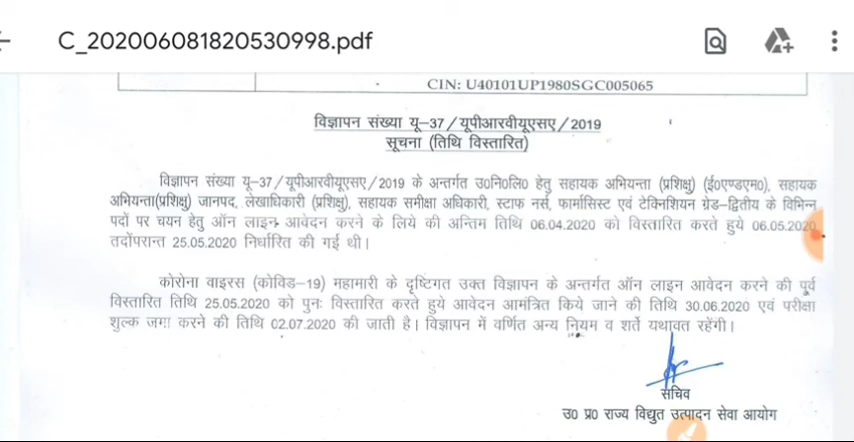 C_202006081820530998.pdf
CIN: U40101UP1980SGC005065
विज्ञापन संख्या यू–37/यूपीआरवीयूएसए/2019
सूचना (तिथि विस्तारित)
विज्ञापन संख्या यू–37/यूपीआरवीयूएसए/2019 के अन्तर्गत उ0नि0लि0 हेतु सहायक अभियन्ता (प्रशिक्षु) (ई0एण्डएम0), सहायक
अभियन्ता(प्रशिक्षु) जानपद, लेखाधिकारी (प्रशिक्षु), सहायक समीक्षा अधिकारी, स्टाफ नर्स, फार्मासिस्ट एवं टेक्निशियन ग्रेड–द्वितीय के विभिन्न
पदों पर चयन हेतु ऑन लाइन आवेदन करने के लिये की अन्तिम तिथि 06.04.2020 को विस्तारित करते हुये 06.05.2020
तदोंपरान्त 25.05.2020 निर्धारित की गई थी।
कोरोना वाइरस (कोविड–19) महामारी के दृष्टिगत उक्त विज्ञापन के अन्तर्गत ऑन लाइन आवेदन करने की पूर्व
विस्तारित तिथि 25.05.2020 को पुनः विस्तारित करते हुये आवेदन आमंत्रित किये जाने की तिथि 30.06.2020 एवं परीक्षा
शुल्क जमा करने की तिथि 02.07.2020 की जाती है। विज्ञापन में वर्णित अन्य नियम व शर्ते यथावत रहेंगी।
सचिव
उ0 प्र0 राज्य विद्युत उत्पादन सेवा आयोग